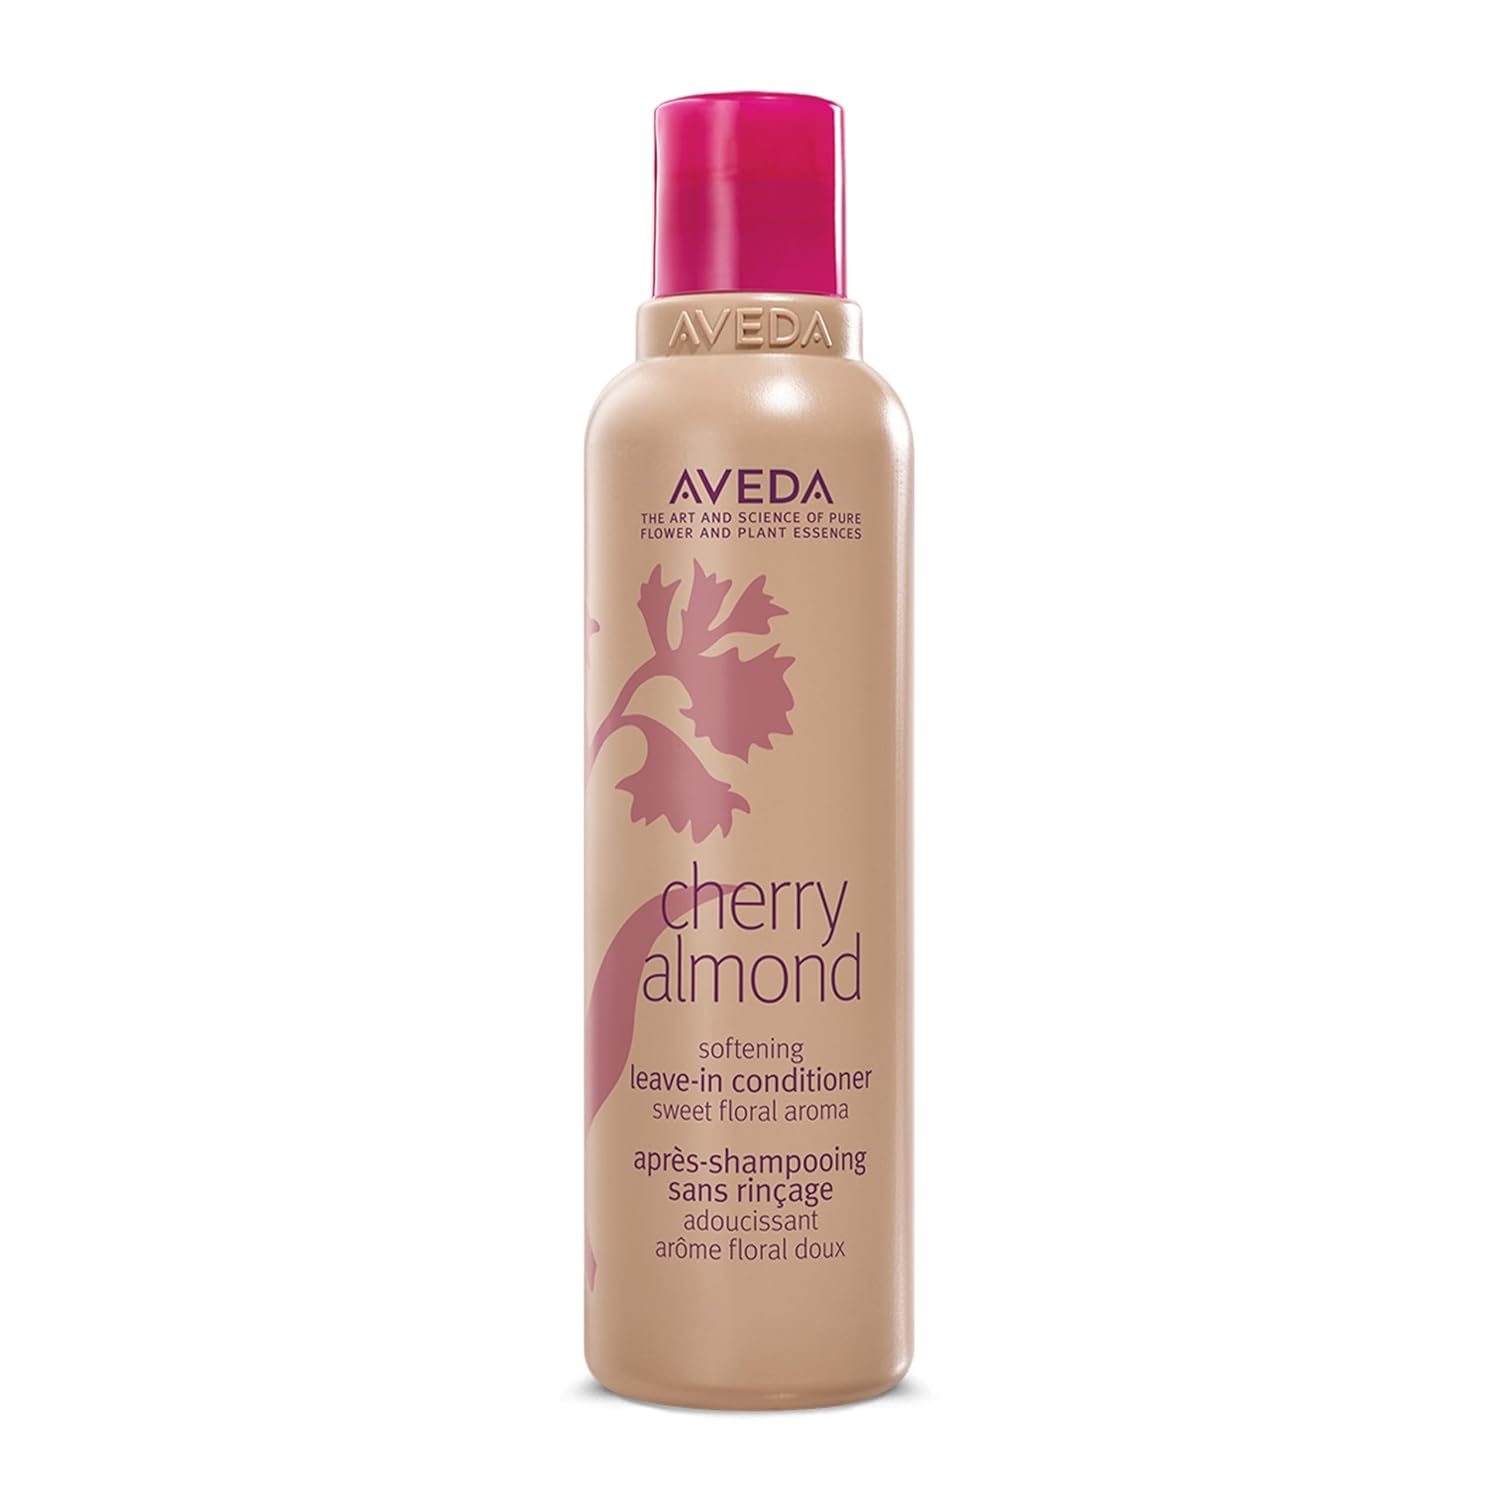 AVEDA
AVEDA
THE ART AND SCIENCE OF PURE
FLOWER AND PLANT ESSENCES
cherry
almond
softening
leave-in conditioner
sweet floral aroma
après-shampooing
sans rinçage
adoucissant
arôme floral doux